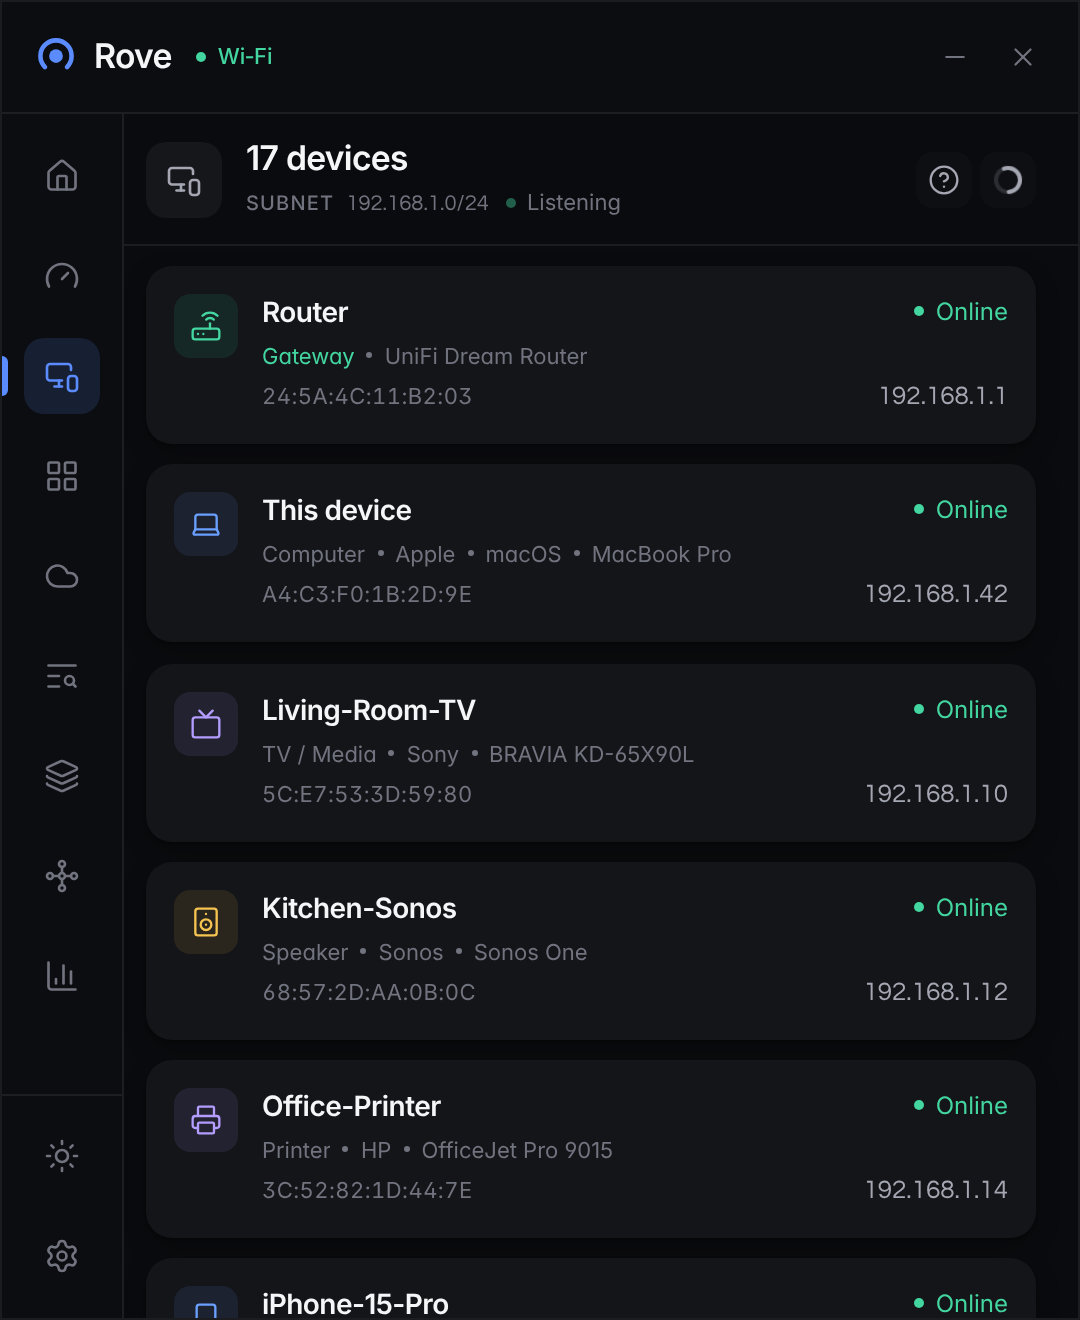 Rove • Wi-Fi
17 devices
SUBNET 192.168.1.0/24 • Listening
Router • Online
Gateway • UniFi Dream Router
24:5A:4C:11:B2:03 192.168.1.1
This device • Online
Computer • Apple • macOS • MacBook Pro
A4:C3:F0:1B:2D:9E 192.168.1.42
Living-Room-TV • Online
TV / Media • Sony • BRAVIA KD-65X90L
5C:E7:53:3D:59:80 192.168.1.10
Kitchen-Sonos • Online
Speaker • Sonos • Sonos One
68:57:2D:AA:0B:0C 192.168.1.12
Office-Printer • Online
Printer • HP • OfficeJet Pro 9015
3C:52:82:1D:44:7E 192.168.1.14
iPhone-15-Pro • Online